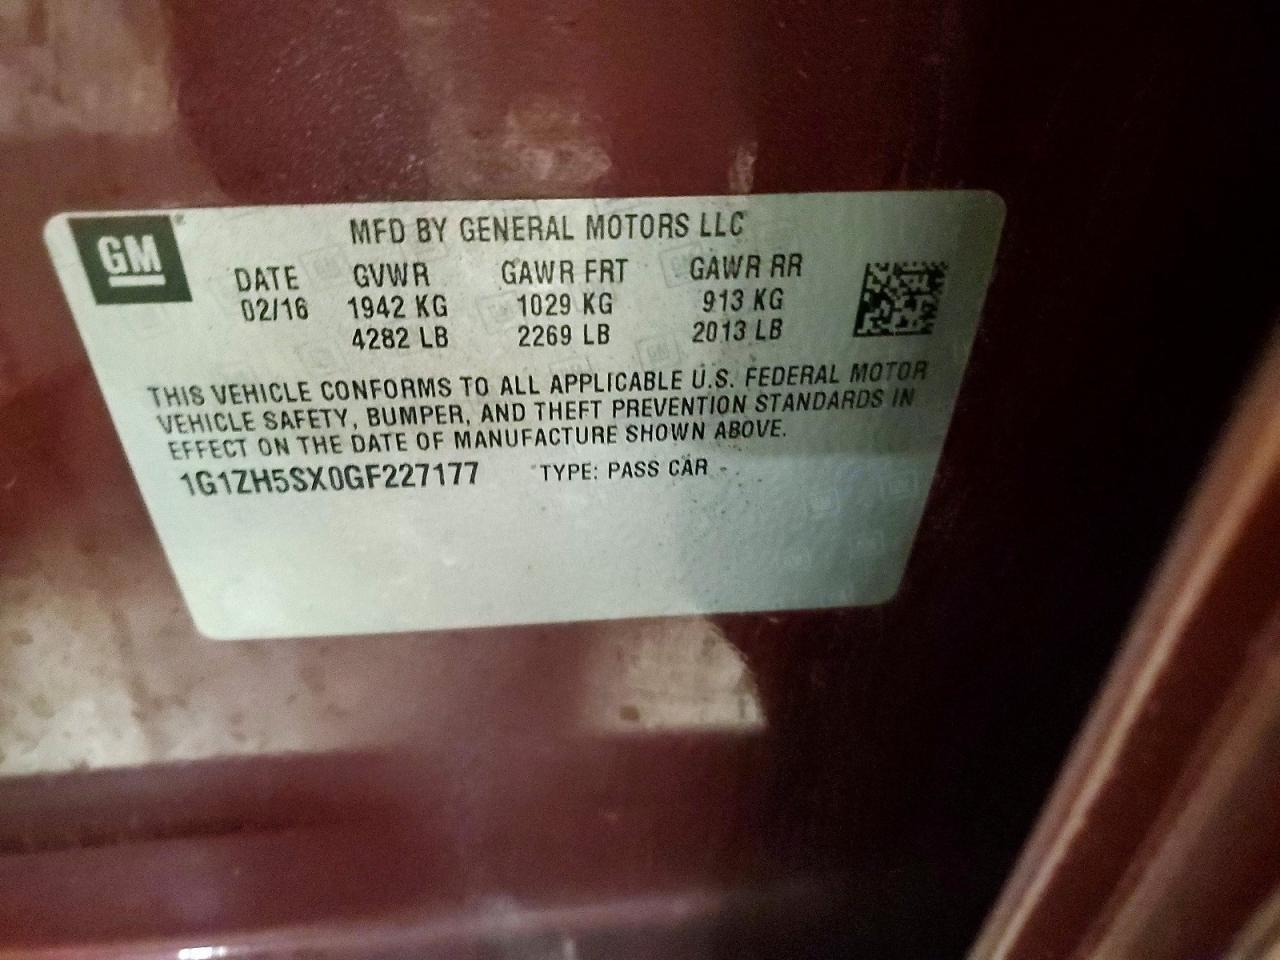 GM
MFD BY GENERAL MOTORS LLC
DATE GVWR GAWR FRT GAWR RR
02/16 1942 KG 1029 KG 913 KG
4282 LB 2269 LB 2013 LB
THIS VEHICLE CONFORMS TO ALL APPLICABLE U.S. FEDERAL MOTOR
VEHICLE SAFETY, BUMPER, AND THEFT PREVENTION STANDARDS IN
EFFECT ON THE DATE OF MANUFACTURE SHOWN ABOVE.
1G1ZH5SX0GF227177 TYPE: PASS CAR